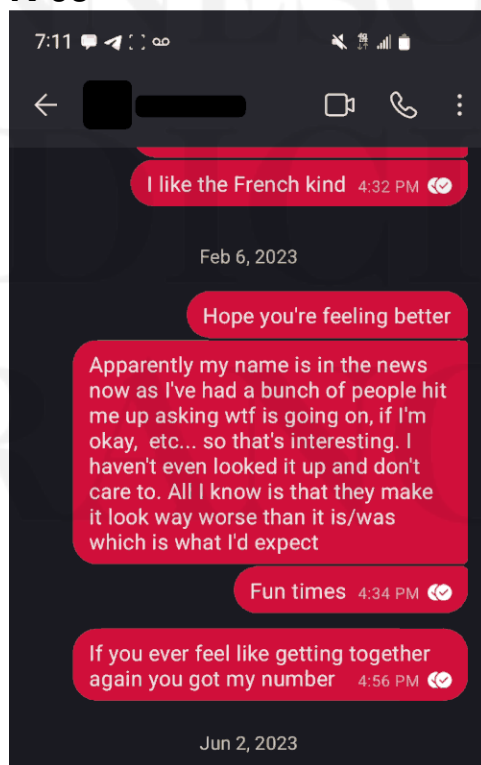 7:11
I like the French kind 4:32 PM
Feb 6, 2023
Hope you're feeling better
Apparently my name is in the news
now as I've had a bunch of people hit
me up asking wtf is going on, if I'm
okay, etc... so that's interesting. I
haven't even looked it up and don't
care to. All I know is that they make
it look way worse than it is/was
which is what I'd expect
Fun times 4:34 PM
If you ever feel like getting together
again you got my number 4:56 PM
Jun 2, 2023